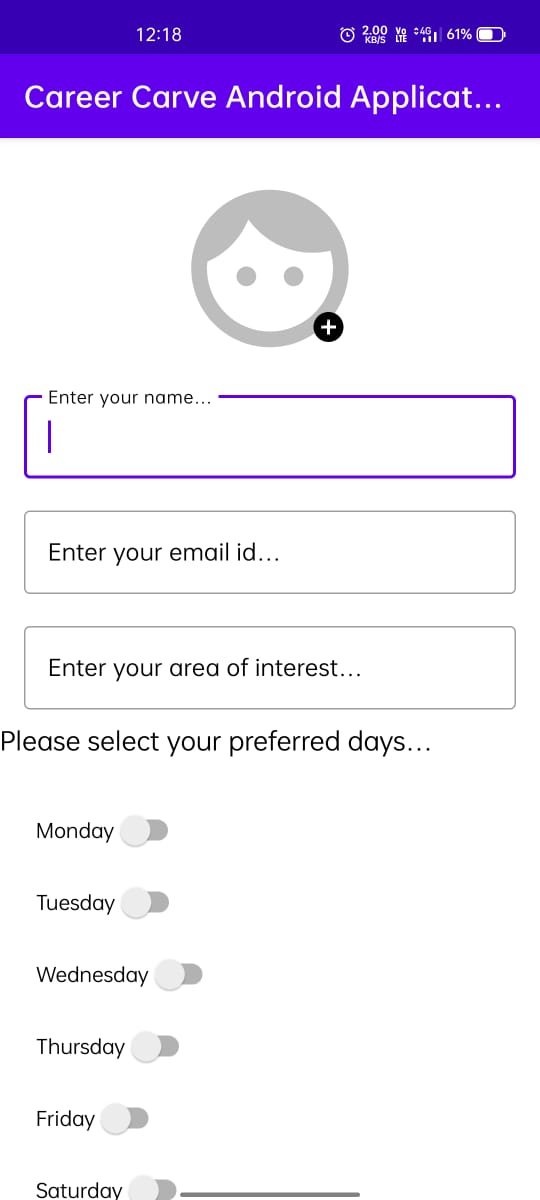 12:18
2.00 KB/S Vo LTE 4G 61%
Career Carve Android Applicat...
Enter your name...
Enter your email id...
Enter your area of interest...
Please select your preferred days...
Monday
Tuesday
Wednesday
Thursday
Friday
Saturday